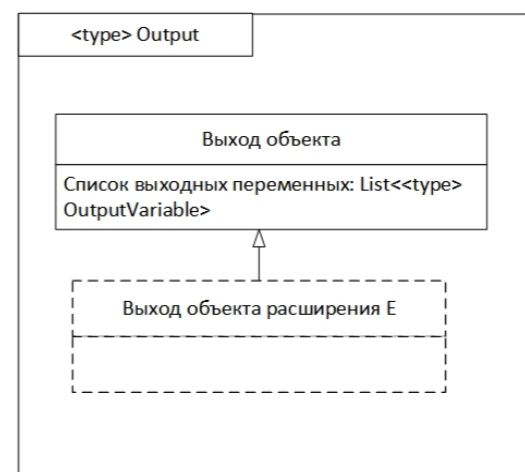 <type> Output
Выход объекта
Список выходных переменных: List<<type>
OutputVariable>
Выход объекта расширения E